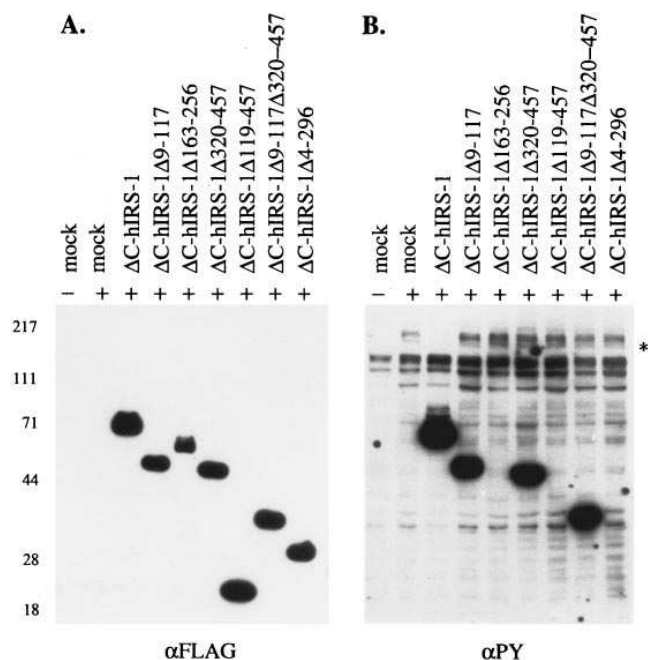 A.
mock
mock
ΔC-hIRS-1
ΔC-hIRS-1Δ9-117
ΔC-hIRS-1Δ163-256
ΔC-hIRS-1Δ320-457
ΔC-hIRS-1Δ119-457
ΔC-hIRS-1Δ9-117Δ320-457
ΔC-hIRS-1Δ4-296
– + + + + + + + +
217
111
71
44
28
18
αFLAG
B.
mock
mock
ΔC-hIRS-1
ΔC-hIRS-1Δ9-117
ΔC-hIRS-1Δ163-256
ΔC-hIRS-1Δ320-457
ΔC-hIRS-1Δ119-457
ΔC-hIRS-1Δ9-117Δ320–457
ΔC-hIRS-1Δ4-296
– + + + + + + + +
*
αPY